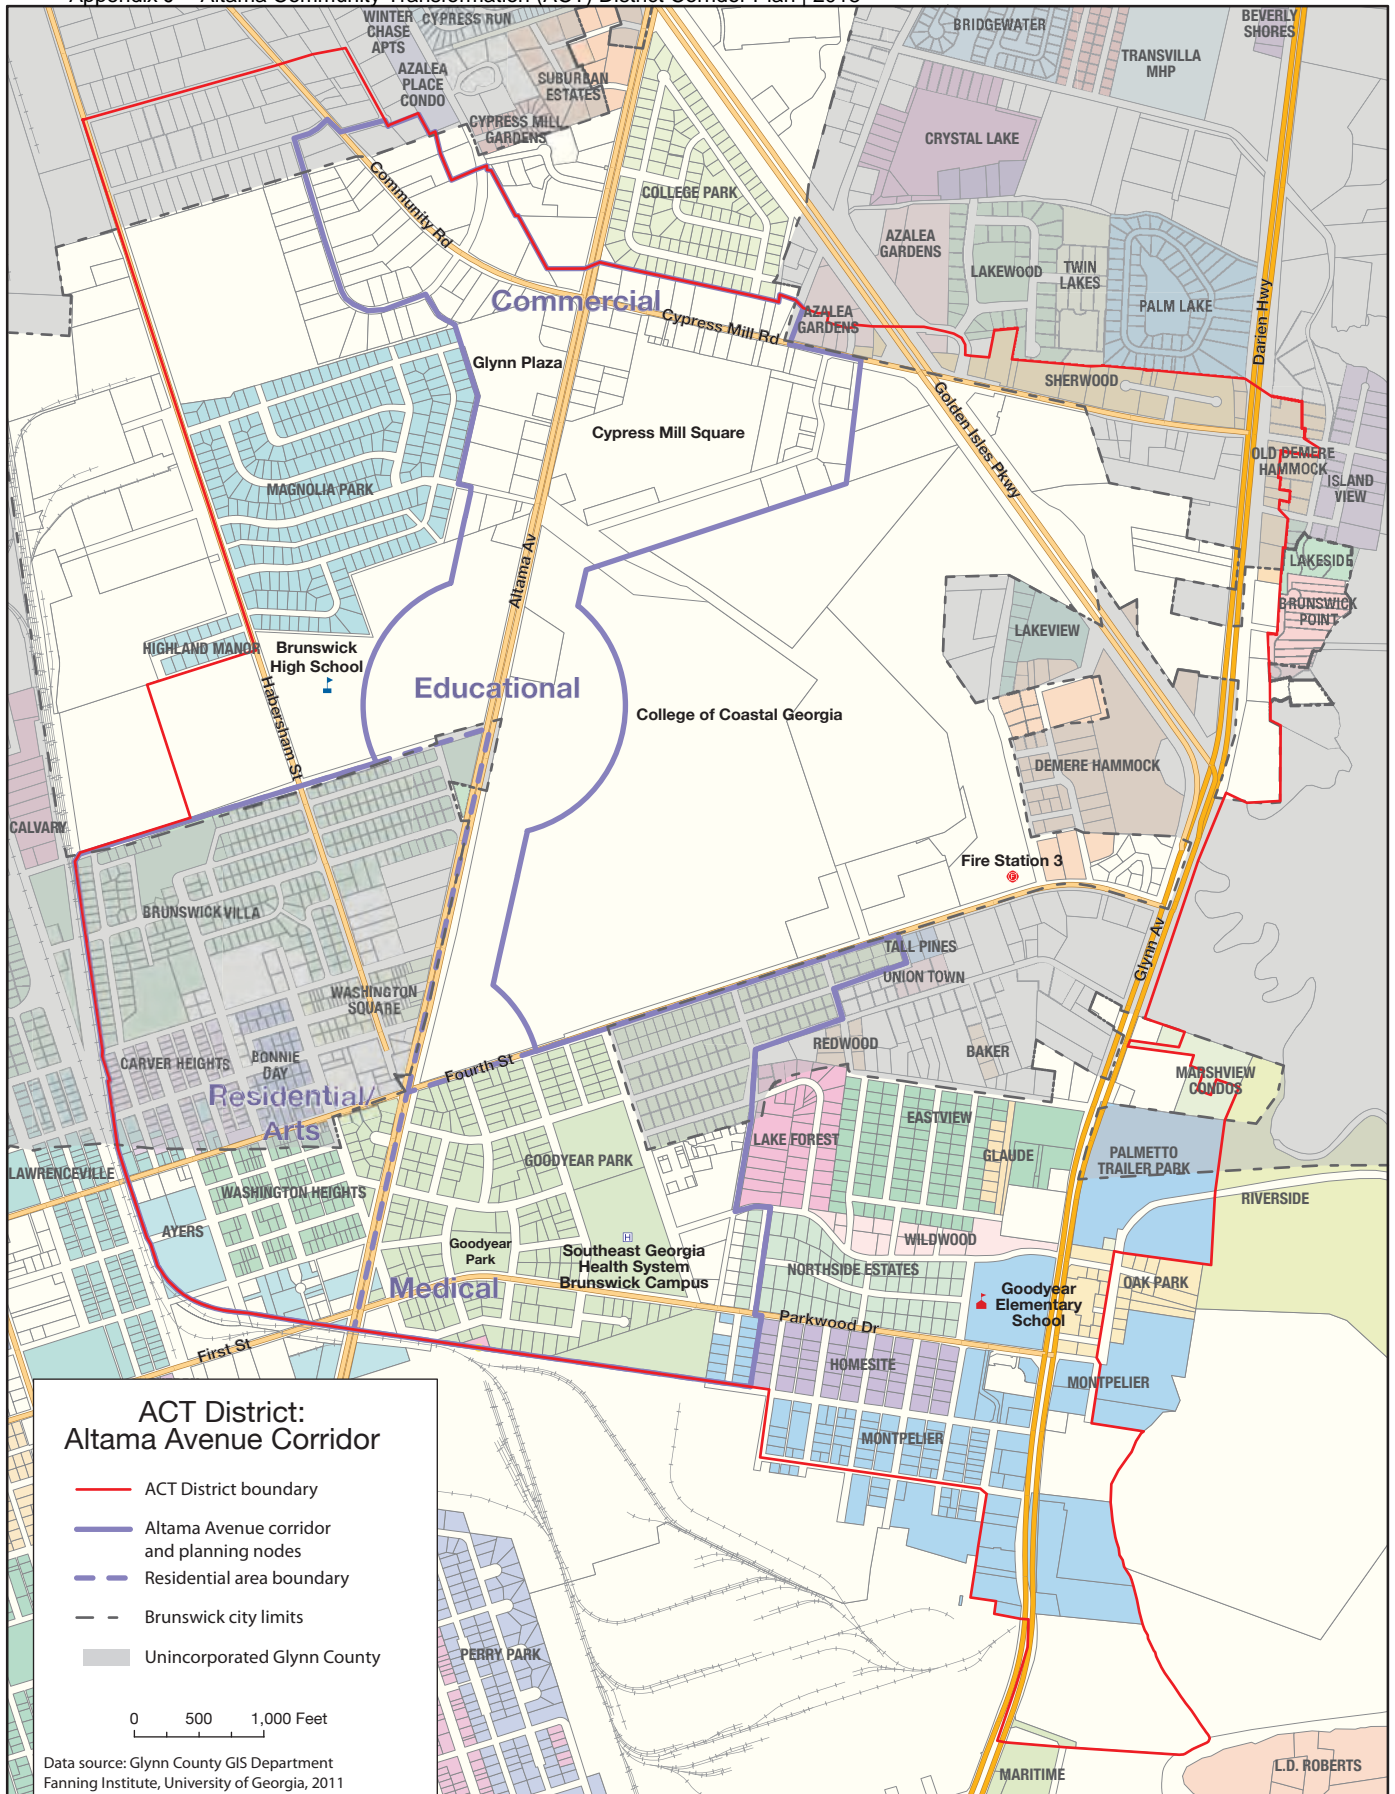 Appendix J – Altama Community Transformation (ACT) District Corridor Plan | 2018
WINTER
CHASE
APTS
CYPRESS RUN
AZALEA
PLACE
CONDO
SUBURBAN
ESTATES
CYPRESS MILL
GARDENS
BRIDGEWATER
BEVERLY
SHORES
TRANSVILLA
MHP
CRYSTAL LAKE
COLLEGE PARK
Community Rd
AZALEA
GARDENS
LAKEWOOD
TWIN
LAKES
PALM LAKE
Darien Hwy
Commercial
Cypress Mill Rd
AZALEA
GARDENS
Glynn Plaza
SHERWOOD
Golden Isles Pkwy
Cypress Mill Square
OLD DEMERE
HAMMOCK
ISLAND
VIEW
MAGNOLIA PARK
Altama Av
LAKESIDE
BRUNSWICK
POINT
LAKEVIEW
HIGHLAND MANOR
Brunswick
High School
Habersham St
Educational
College of Coastal Georgia
DEMERE HAMMOCK
CALVARY
Fire Station 3
BRUNSWICK VILLA
TALL PINES
UNION TOWN
Glynn Av
WASHINGTON
SQUARE
REDWOOD
BAKER
CARVER HEIGHTS
BONNIE
DAY
Fourth St
MARSHVIEW
CONDOS
Residential/
Arts
EASTVIEW
LAKE FOREST
GLAUDE
PALMETTO
TRAILER PARK
LAWRENCEVILLE
GOODYEAR PARK
WASHINGTON HEIGHTS
RIVERSIDE
AYERS
WILDWOOD
Goodyear
Park
H
Southeast Georgia
Health System
Brunswick Campus
NORTHSIDE ESTATES
OAK PARK
Medical
Goodyear
Elementary
School
Parkwood Dr
First St
HOMESITE
MONTPELIER
MONTPELIER
ACT District:
Altama Avenue Corridor
ACT District boundary
Altama Avenue corridor
and planning nodes
Residential area boundary
Brunswick city limits
Unincorporated Glynn County
0 500 1,000 Feet
Data source: Glynn County GIS Department
Fanning Institute, University of Georgia, 2011
PERRY PARK
MARITIME
L.D. ROBERTS